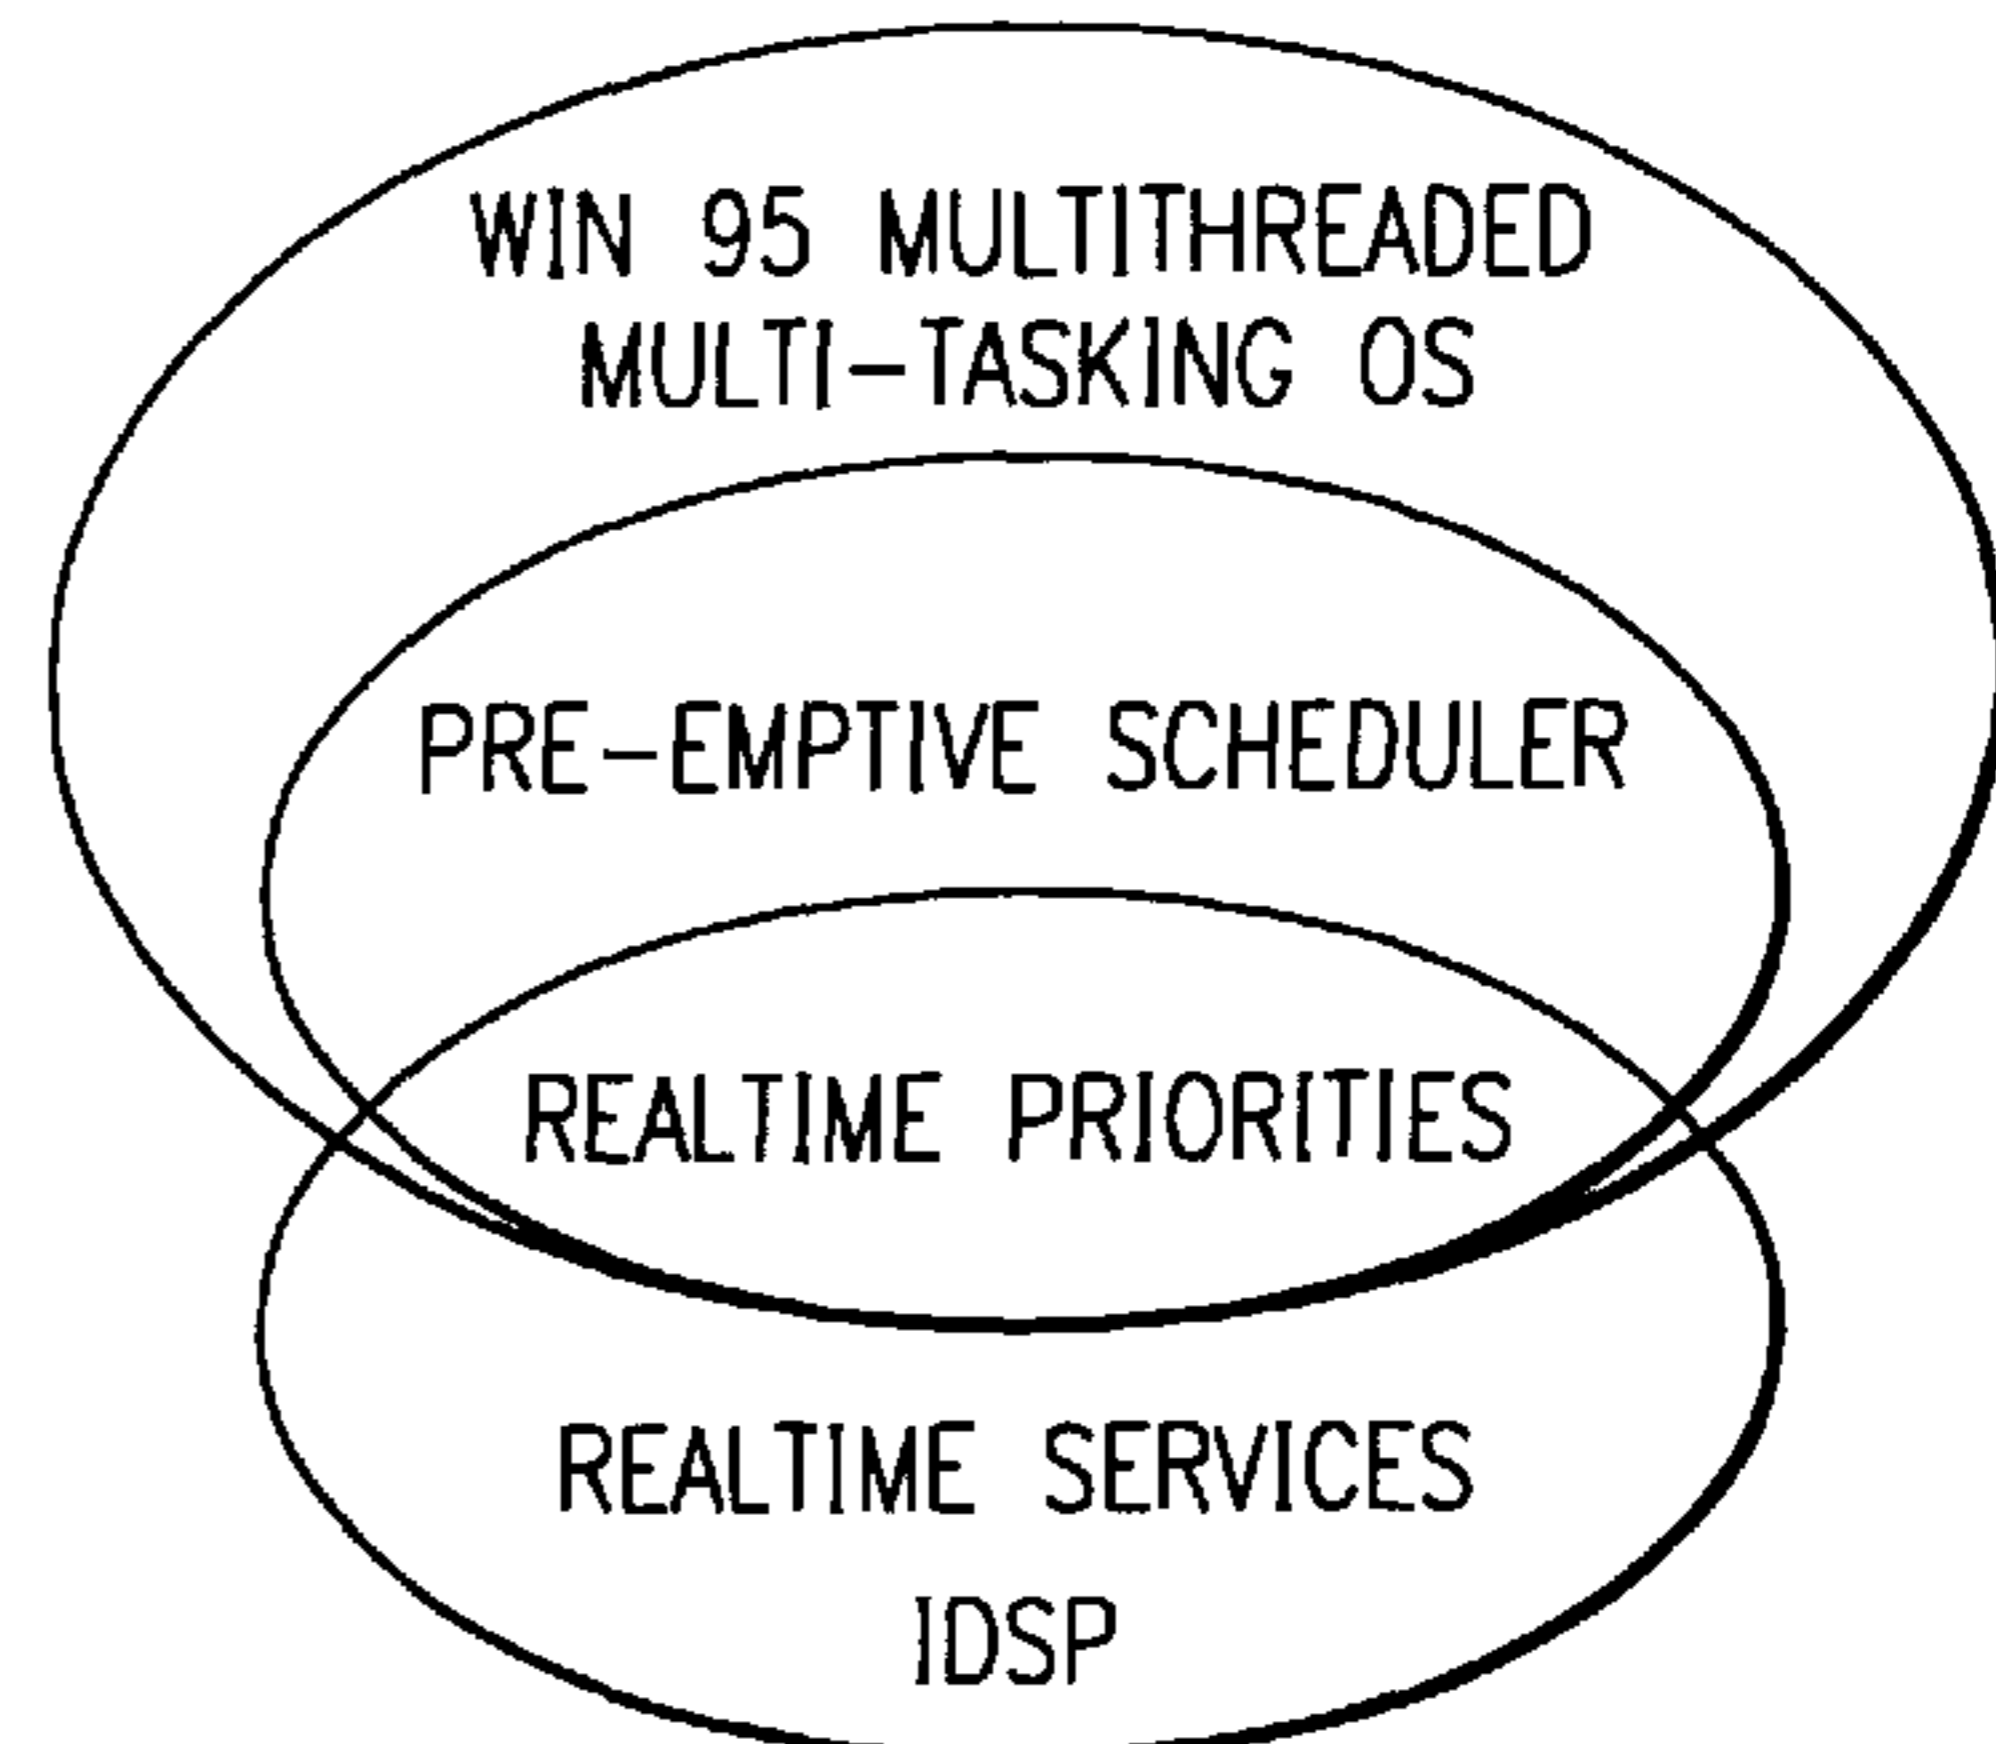 WIN 95 MULTITHREADED
MULTI-TASKING OS
PRE-EMPTIVE SCHEDULER
REALTIME PRIORITIES
REALTIME SERVICES
IDSP